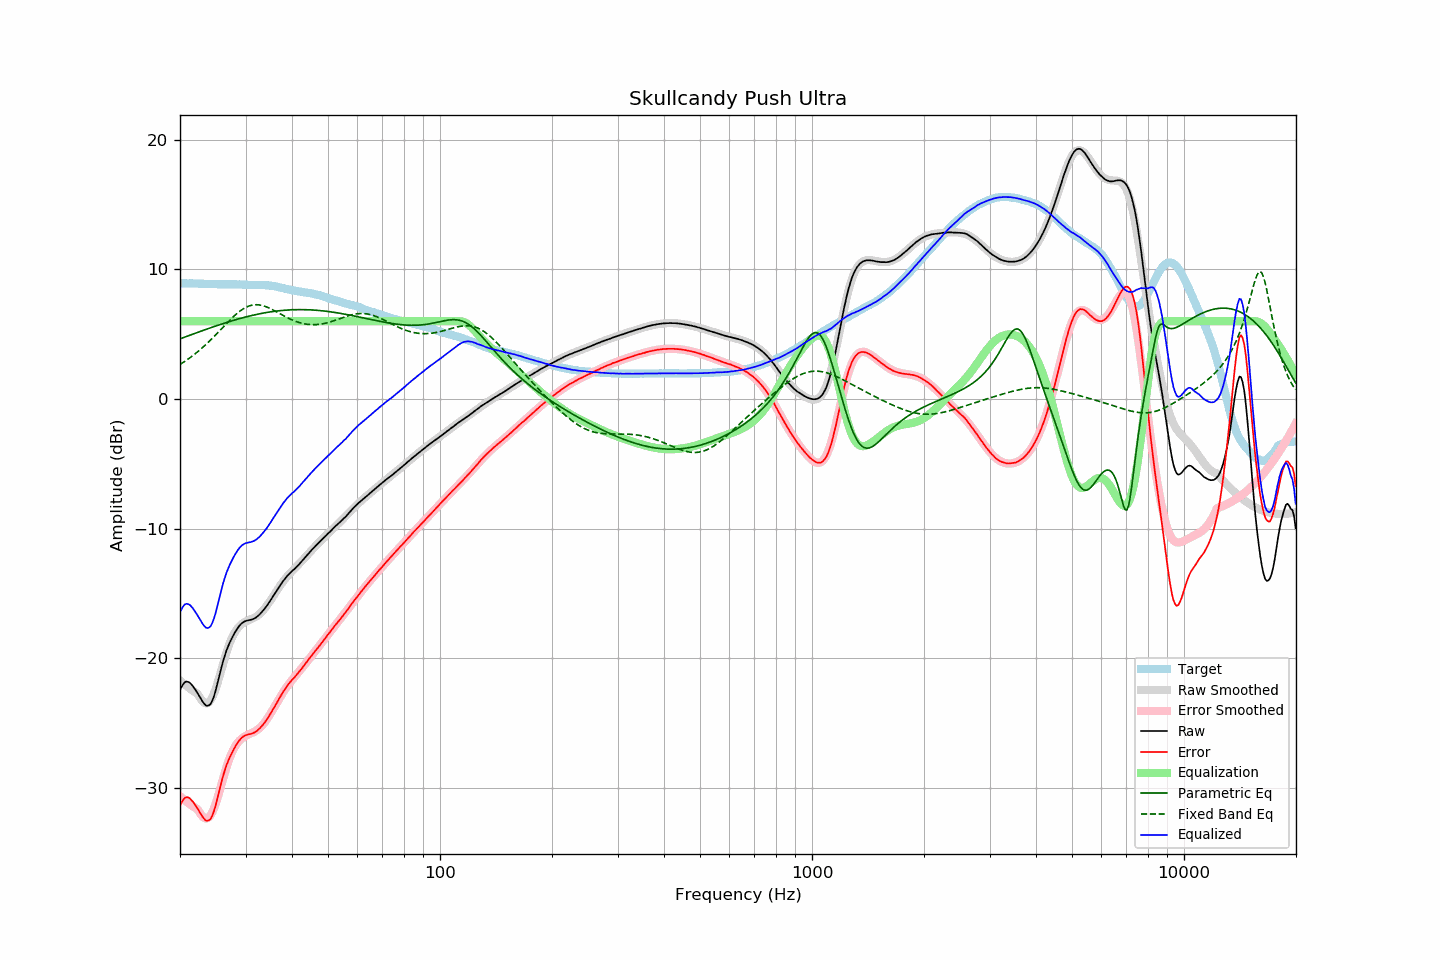 Skullcandy Push Ultra
20
10
0
−10
−20
−30
Amplitude (dBr)
100
1000
10000
Frequency (Hz)
Target
Raw Smoothed
Error Smoothed
Raw
Error
Equalization
Parametric Eq
Fixed Band Eq
Equalized